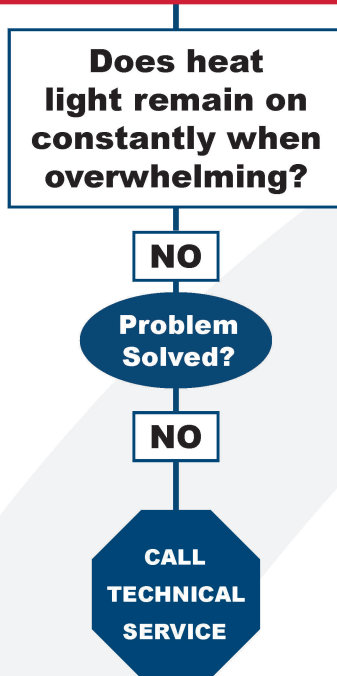 Does heat
light remain on
constantly when
overwhelming?
NO
Problem
Solved?
NO
CALL
TECHNICAL
SERVICE